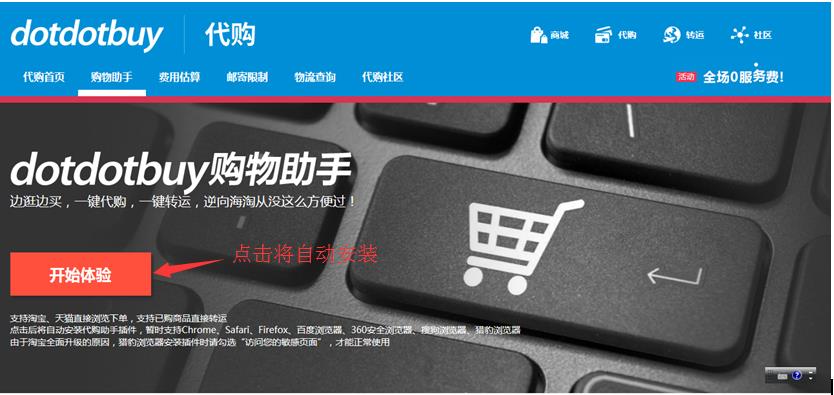 dotdotbuy 代购
商城 代购 转运 社区
代购首页 购物助手 费用估算 邮寄限制 物流查询 代购社区
活动 全场0服务费!
dotdotbuy购物助手
边逛边买，一键代购，一键转运，逆向海淘从没这么方便过！
点击将自动安装
开始体验
支持淘宝、天猫直接浏览下单，支持已购商品直接转运
点击后将自动安装代购助手插件，暂时支持Chrome、Safari、Firefox、百度浏览器、360安全浏览器、搜狗浏览器、猎豹浏览器
由于淘宝全面升级的原因，猎豹浏览器安装插件时请勾选“访问您的敏感页面”，才能正常使用